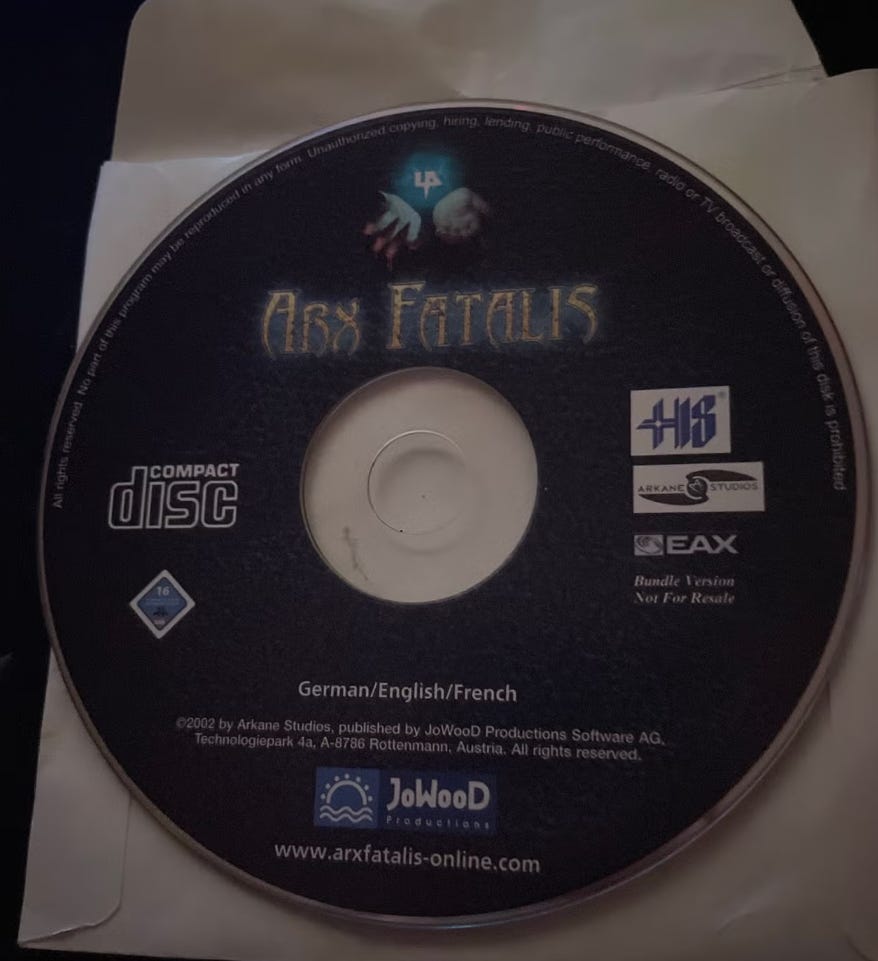 All rights reserved. No part of this program may be reproduced in any form. Unauthorized copying, hiring, lending, public performance, radio or TV broadcast or diffusion of this disk is prohibited
ARX FATALIS
HIS®
COMPACT
disc
ARKANE STUDIOS
EAX
Bundle Version
Not For Resale
16
German/English/French
©2002 by Arkane Studios, published by JoWooD Productions Software AG,
Technologiepark 4a, A-8786 Rottenmann, Austria. All rights reserved.
JoWooD
Productions
www.arxfatalis-online.com